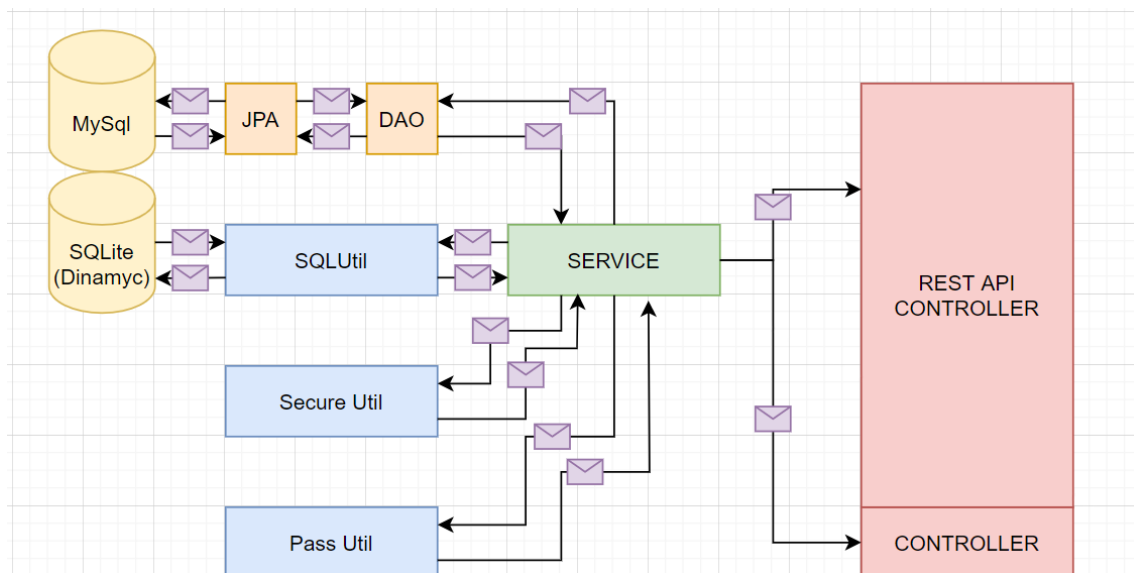 MySql
JPA
DAO
SQLite
(Dinamyc)
SQLUtil
SERVICE
REST API
CONTROLLER
Secure Util
Pass Util
CONTROLLER